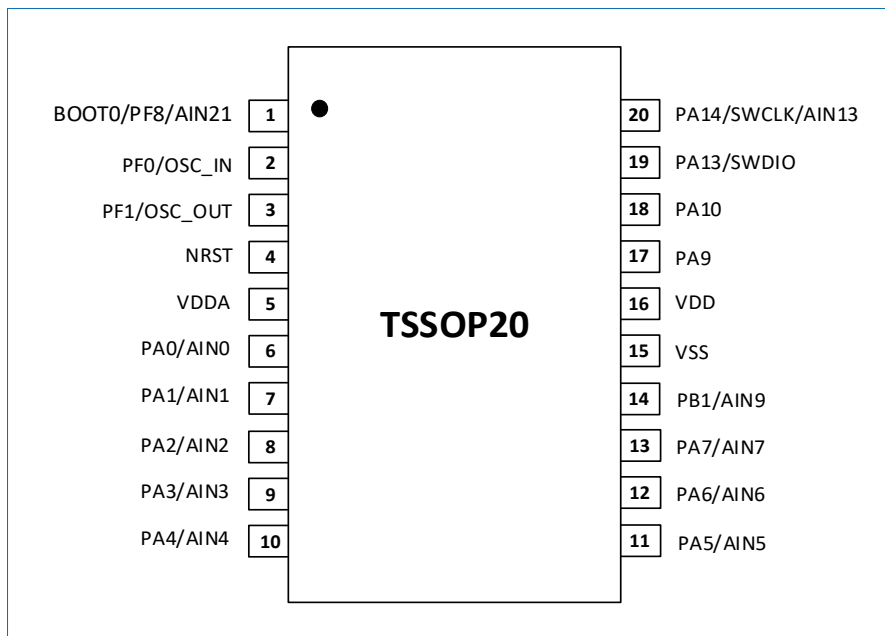 BOOT0/PF8/AIN21 1 20 PA14/SWCLK/AIN13
PF0/OSC_IN 2 19 PA13/SWDIO
PF1/OSC_OUT 3 18 PA10
NRST 4 17 PA9
VDDA 5 16 VDD
TSSOP20
PA0/AIN0 6 15 VSS
PA1/AIN1 7 14 PB1/AIN9
PA2/AIN2 8 13 PA7/AIN7
PA3/AIN3 9 12 PA6/AIN6
PA4/AIN4 10 11 PA5/AIN5